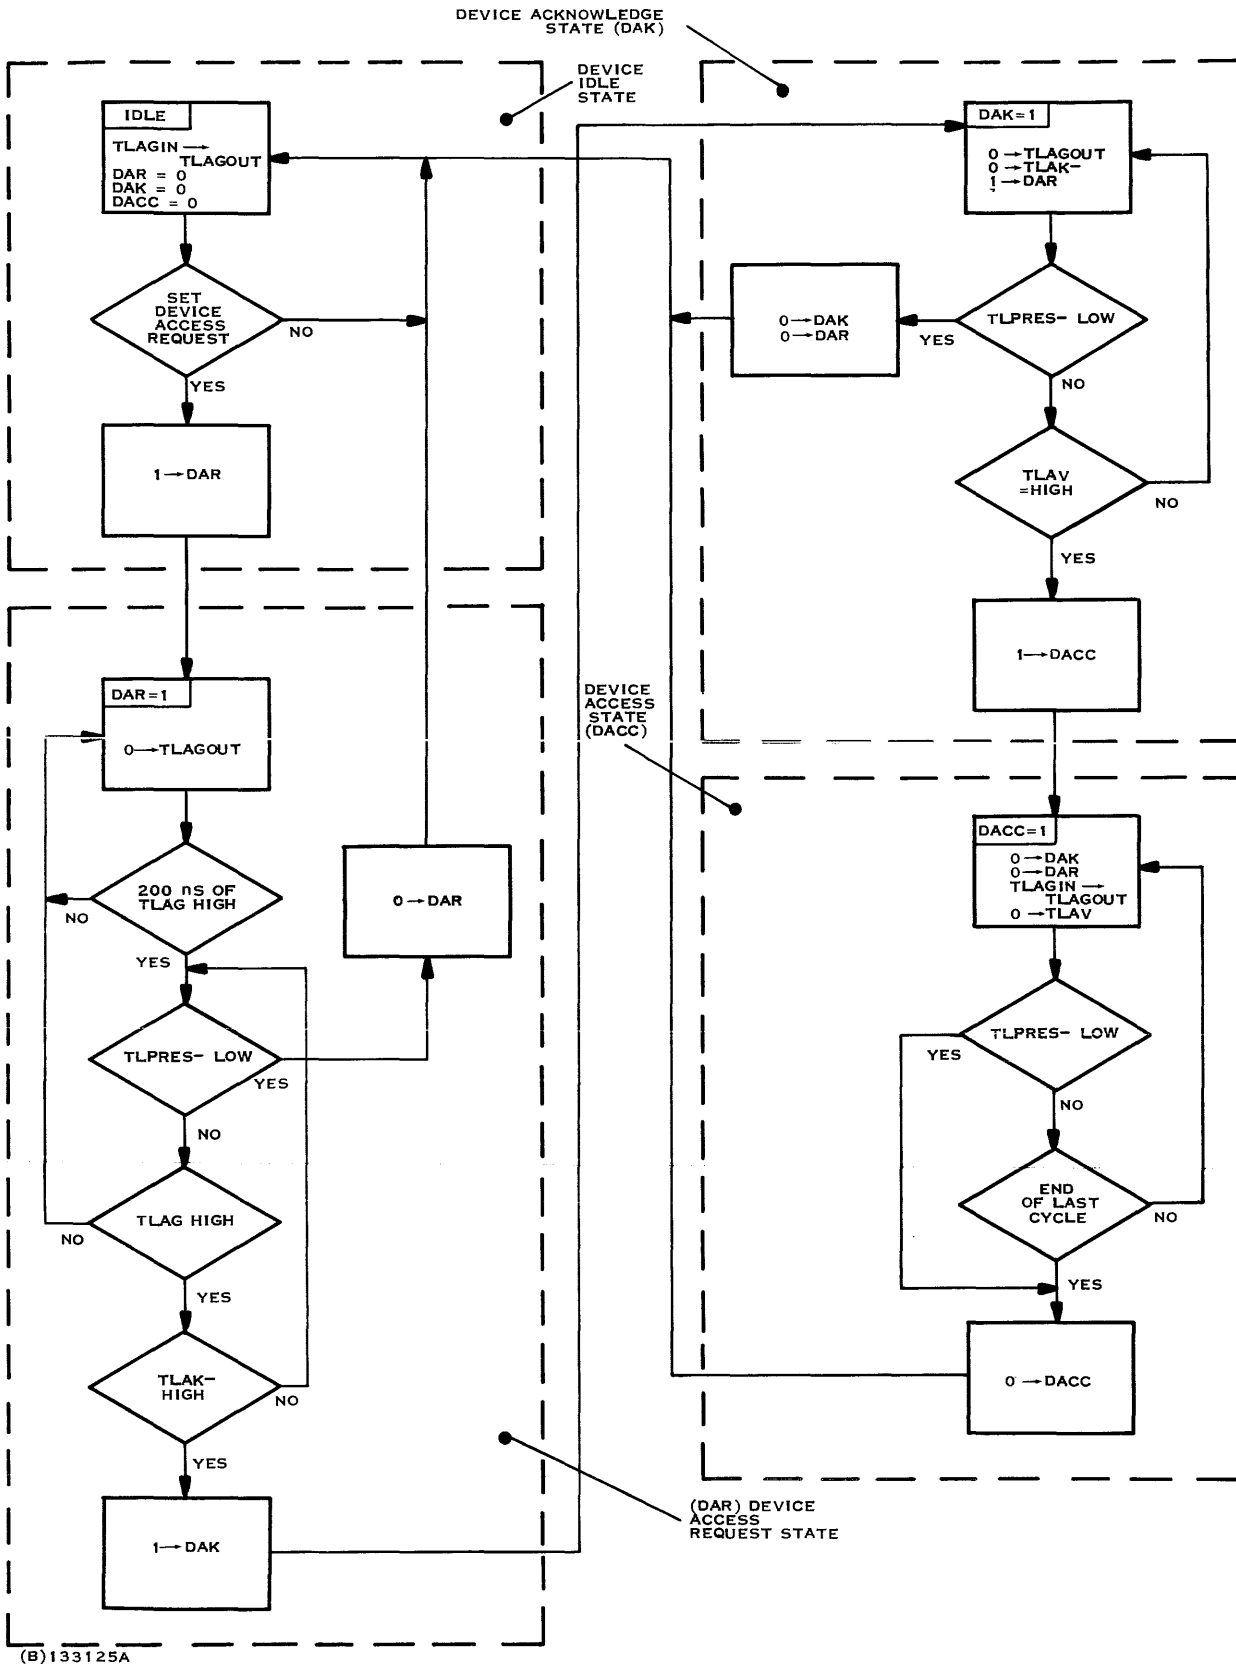 DEVICE ACKNOWLEDGE
STATE (DAK)
DEVICE
IDLE
STATE
IDLE
TLAGIN →
TLAGOUT
DAR = 0
DAK = 0
DACC = 0
SET
DEVICE
ACCESS
REQUEST
NO
YES
1→DAR
DAR=1
0→TLAGOUT
200 ns OF
TLAG HIGH
NO
YES
0→DAR
TLPRES- LOW
YES
NO
TLAG HIGH
NO
YES
TLAK-
HIGH
NO
YES
1→DAK
(DAR) DEVICE
ACCESS
REQUEST STATE
DAK=1
0→TLAGOUT
0→TLAK-
1→DAR
TLPRES- LOW
YES
0→DAK
0→DAR
NO
TLAV
=HIGH
NO
YES
1→DACC
DEVICE
ACCESS
STATE
(DACC)
DACC=1
0→DAK
0→DAR
TLAGIN →
TLAGOUT
0→TLAV
TLPRES- LOW
YES
NO
END
OF LAST
CYCLE
NO
YES
0→DACC
(B)133125A